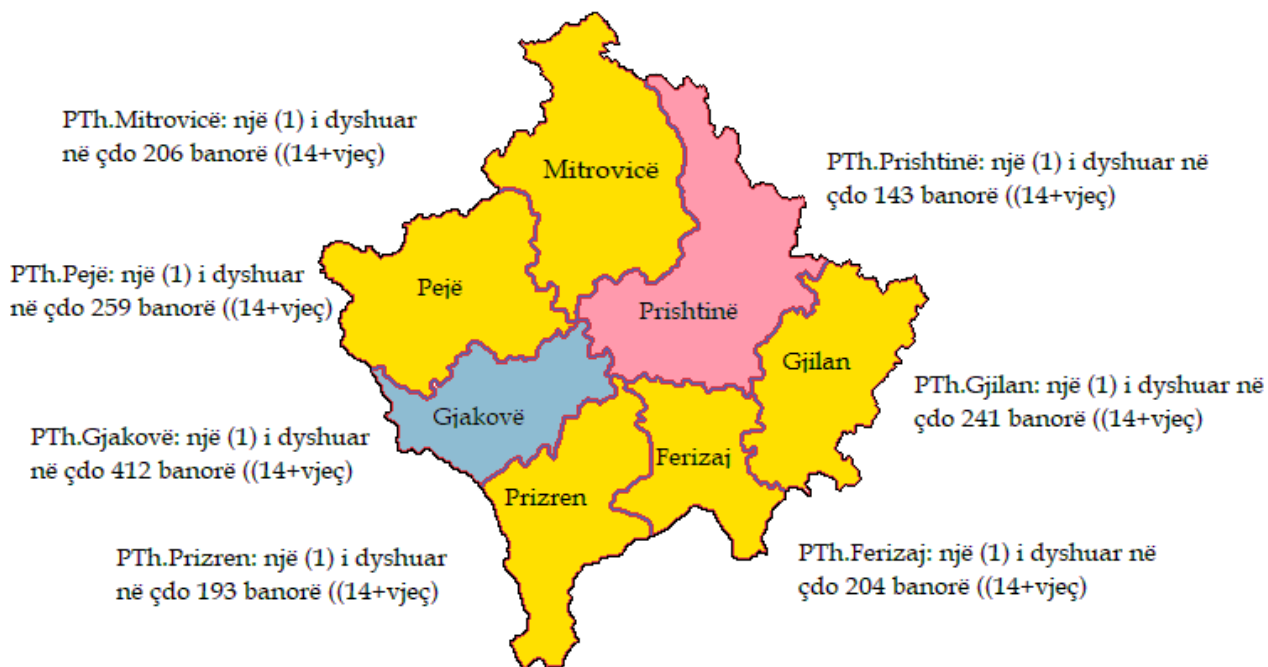 PTh.Mitrovicë: një (1) i dyshuar
në çdo 206 banorë ((14+vjeç)
Mitrovicë
PTh.Prishtinë: një (1) i dyshuar në
çdo 143 banorë ((14+vjeç)
PTh.Pejë: një (1) i dyshuar
në çdo 259 banorë ((14+vjeç)
Pejë
Prishtinë
Gjilan
PTh.Gjilan: një (1) i dyshuar në
çdo 241 banorë ((14+vjeç)
PTh.Gjakovë: një (1) i dyshuar
në çdo 412 banorë ((14+vjeç)
Gjakovë
Ferizaj
Prizren
PTh.Prizren: një (1) i dyshuar
në çdo 193 banorë ((14+vjeç)
PTh.Ferizaj: një (1) i dyshuar në
çdo 204 banorë ((14+vjeç)